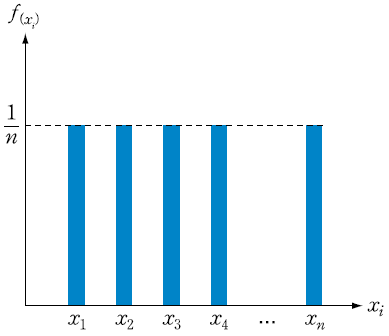 f(xᵢ)
1/n
x₁ x₂ x₃ x₄ ... xₙ xᵢ